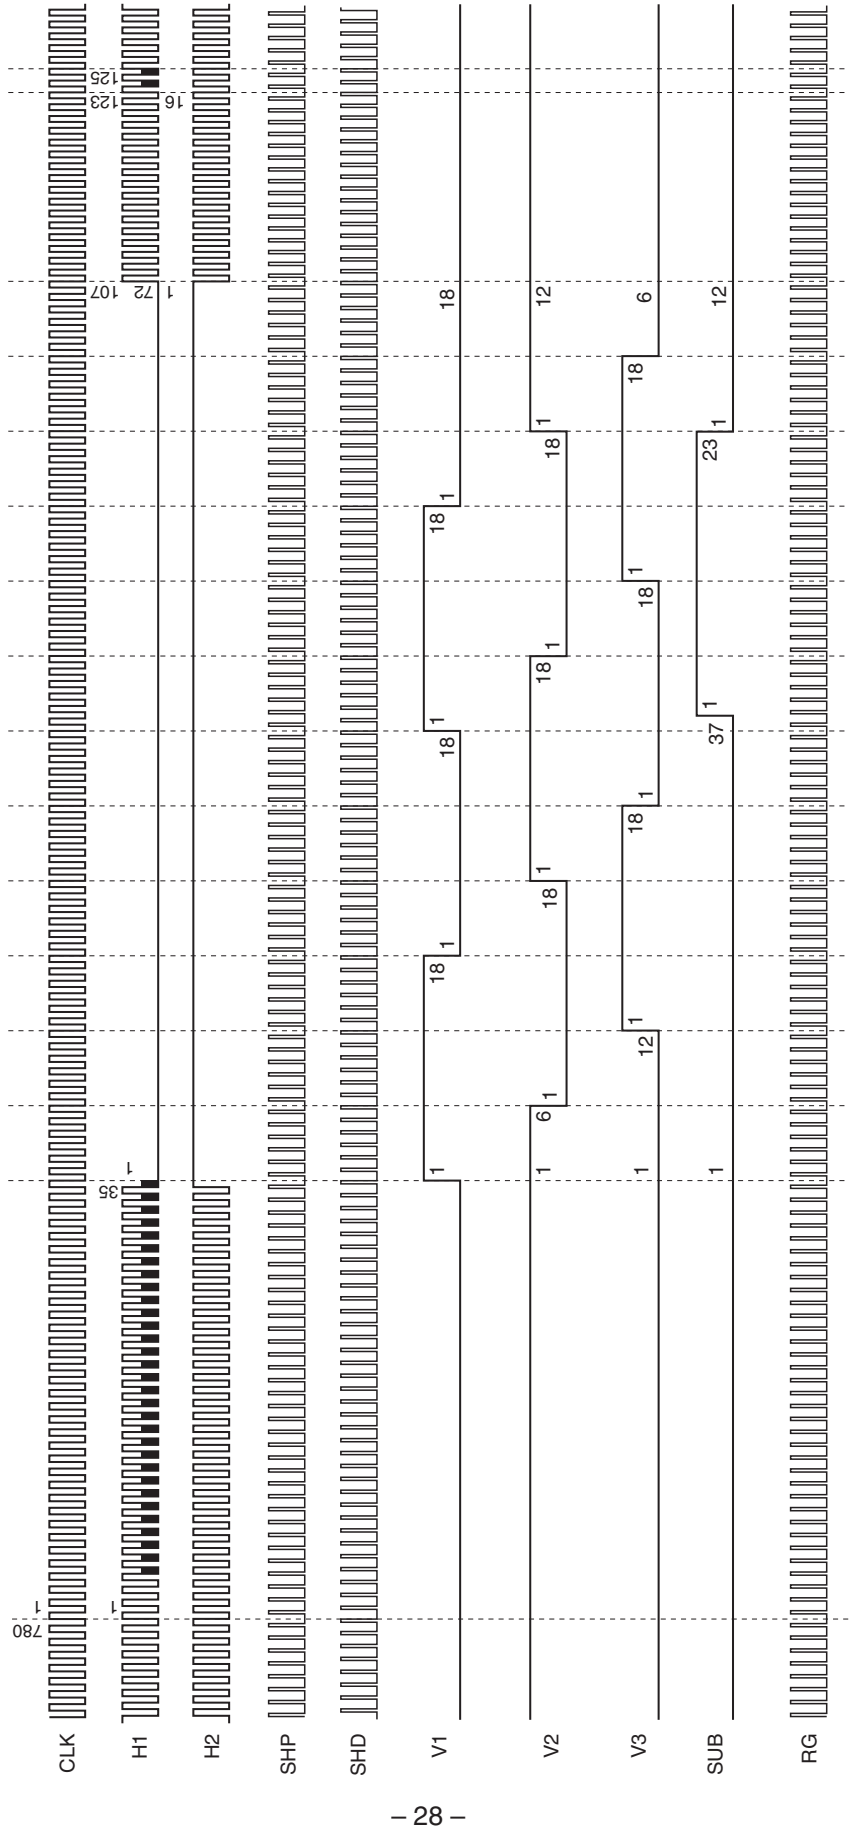 CLK 780 1
H1 1 35 1 72 107 1 16 123 125
H2
SHP
SHD
V1 1 18 1 18 1 18 1 18
V2 1 6 1 18 1 18 1 18 1 12
V3 1 12 1 18 1 18 1 18 6
SUB 1 37 1 23 1 12
RG
– 28 –